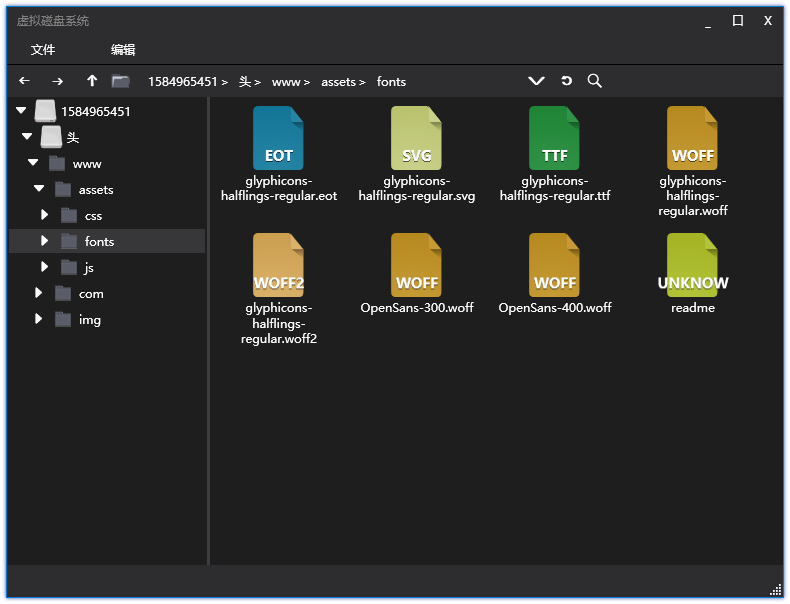 虚拟磁盘系统
文件 编辑
1584965451 > 头 > www > assets > fonts
1584965451
头
www
assets
css
fonts
js
com
img
EOT
glyphicons-
halflings-regular.eot
SVG
glyphicons-
halflings-regular.svg
TTF
glyphicons-
halflings-regular.ttf
WOFF
glyphicons-
halflings-
regular.woff
WOFF2
glyphicons-
halflings-
regular.woff2
WOFF
OpenSans-300.woff
WOFF
OpenSans-400.woff
UNKNOW
readme